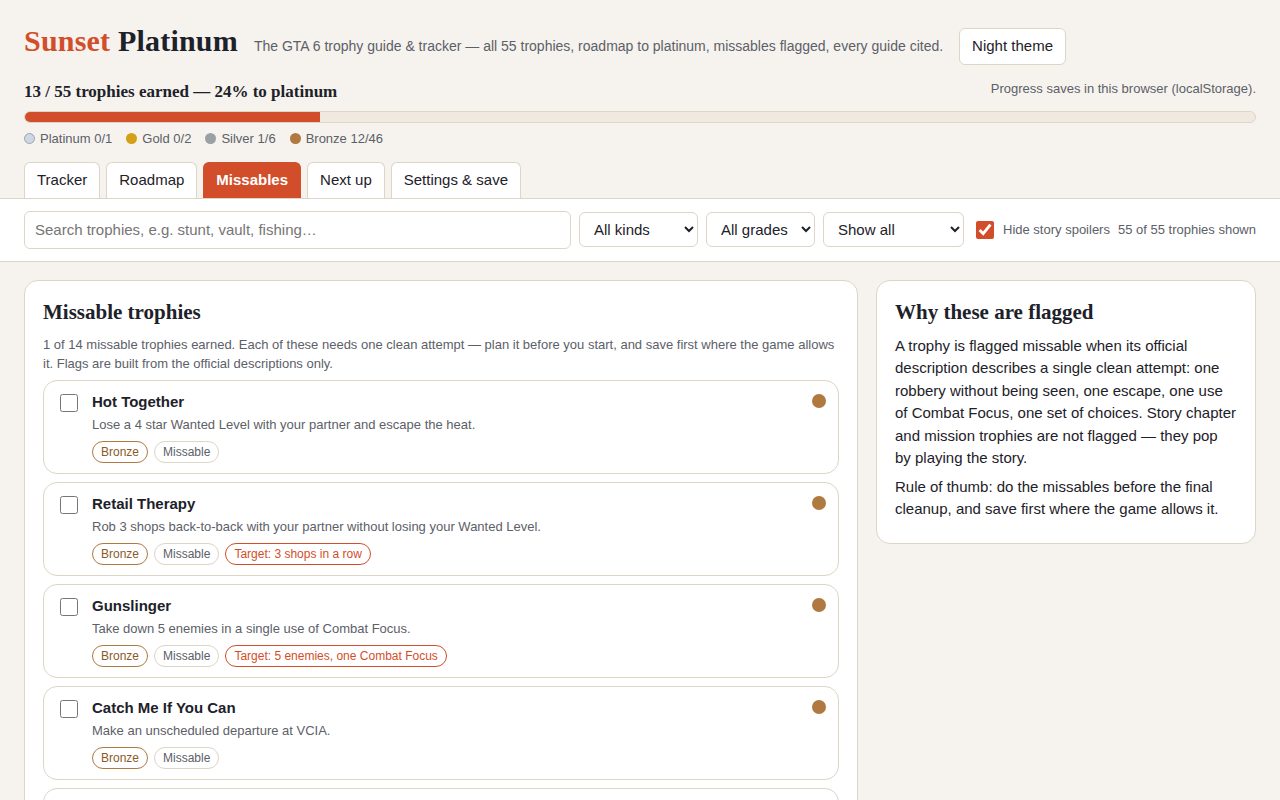 Sunset Platinum
The GTA 6 trophy guide & tracker — all 55 trophies, roadmap to platinum, missables flagged, every guide cited.
Night theme
13 / 55 trophies earned — 24% to platinum
Progress saves in this browser (localStorage).
Platinum 0/1 Gold 0/2 Silver 1/6 Bronze 12/46
Tracker Roadmap Missables Next up Settings & save
Search trophies, e.g. stunt, vault, fishing…
All kinds
All grades
Show all
Hide story spoilers
55 of 55 trophies shown
Missable trophies
1 of 14 missable trophies earned. Each of these needs one clean attempt — plan it before you start, and save first where the game allows
it. Flags are built from the official descriptions only.
Hot Together
Lose a 4 star Wanted Level with your partner and escape the heat.
Bronze Missable
Retail Therapy
Rob 3 shops back-to-back with your partner without losing your Wanted Level.
Bronze Missable Target: 3 shops in a row
Gunslinger
Take down 5 enemies in a single use of Combat Focus.
Bronze Missable Target: 5 enemies, one Combat Focus
Catch Me If You Can
Make an unscheduled departure at VCIA.
Bronze Missable
Why these are flagged
A trophy is flagged missable when its official
description describes a single clean attempt: one
robbery without being seen, one escape, one use
of Combat Focus, one set of choices. Story chapter
and mission trophies are not flagged — they pop
by playing the story.
Rule of thumb: do the missables before the final
cleanup, and save first where the game allows it.